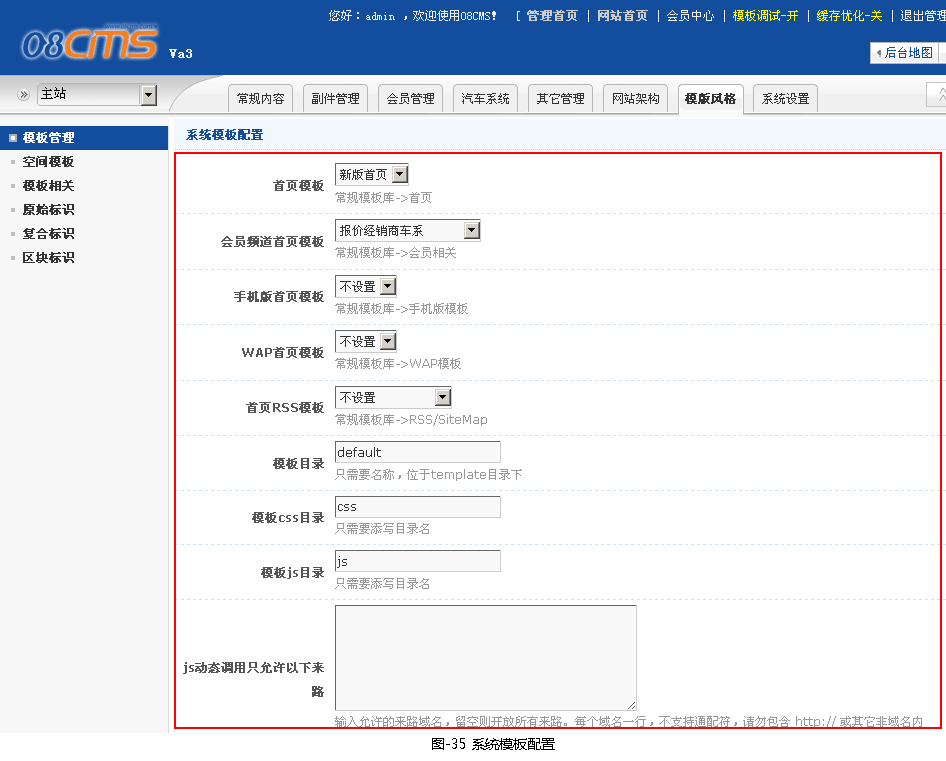 您好：admin ，欢迎使用08CMS！ [ 管理首页 | 网站首页 | 会员中心 | 模板调试-开 | 缓存优化-关 | 退出管理
08CMS Va3
后台地图
主站
常规内容 副件管理 会员管理 汽车系统 其它管理 网站架构 模版风格 系统设置
模板管理
空间模板
模板相关
原始标识
复合标识
区块标识
系统模板配置
首页模板 新版首页
常规模板库->首页
会员频道首页模板 报价经销商车系
常规模板库->会员相关
手机版首页模板 不设置
常规模板库->手机版模板
WAP首页模板 不设置
常规模板库->WAP模板
首页RSS模板 不设置
常规模板库->RSS/SiteMap
模板目录 default
只需要名称，位于template目录下
模板css目录 css
只需要添写目录名
模板js目录 js
只需要添写目录名
js动态调用只允许以下来
路
输入允许的来路域名，留空则开放所有来路。每个域名一行，不支持通配符，请勿包含 http:// 或其它非域名内
图-35 系统模板配置